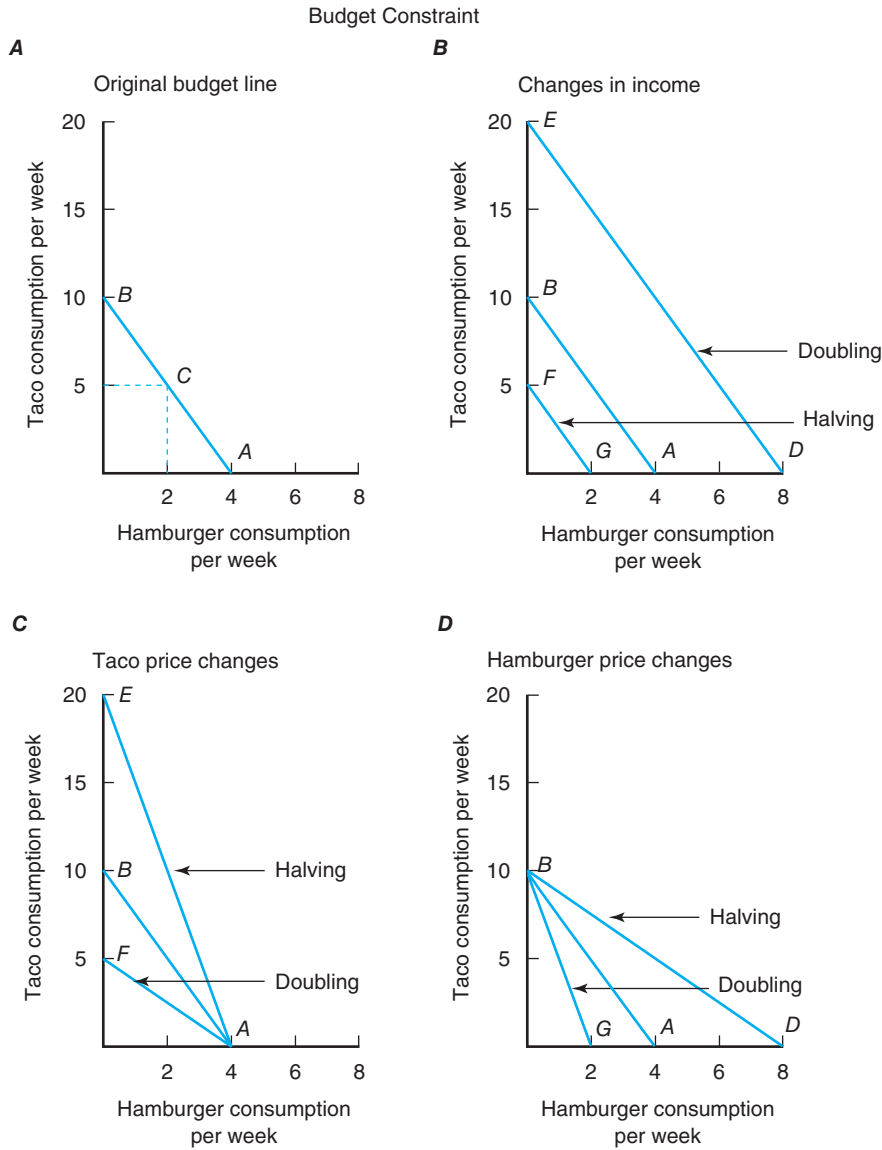 Budget Constraint
A
Original budget line
Taco consumption per week
20
15
10
5
B
C
A
2 4 6 8
Hamburger consumption
per week
B
Changes in income
Taco consumption per week
20
15
10
5
E
B
F
Doubling
Halving
G A D
2 4 6 8
Hamburger consumption
per week
C
Taco price changes
Taco consumption per week
20
15
10
5
E
B
F
Halving
Doubling
A
2 4 6 8
Hamburger consumption
per week
D
Hamburger price changes
Taco consumption per week
20
15
10
5
B
Halving
Doubling
G A D
2 4 6 8
Hamburger consumption
per week